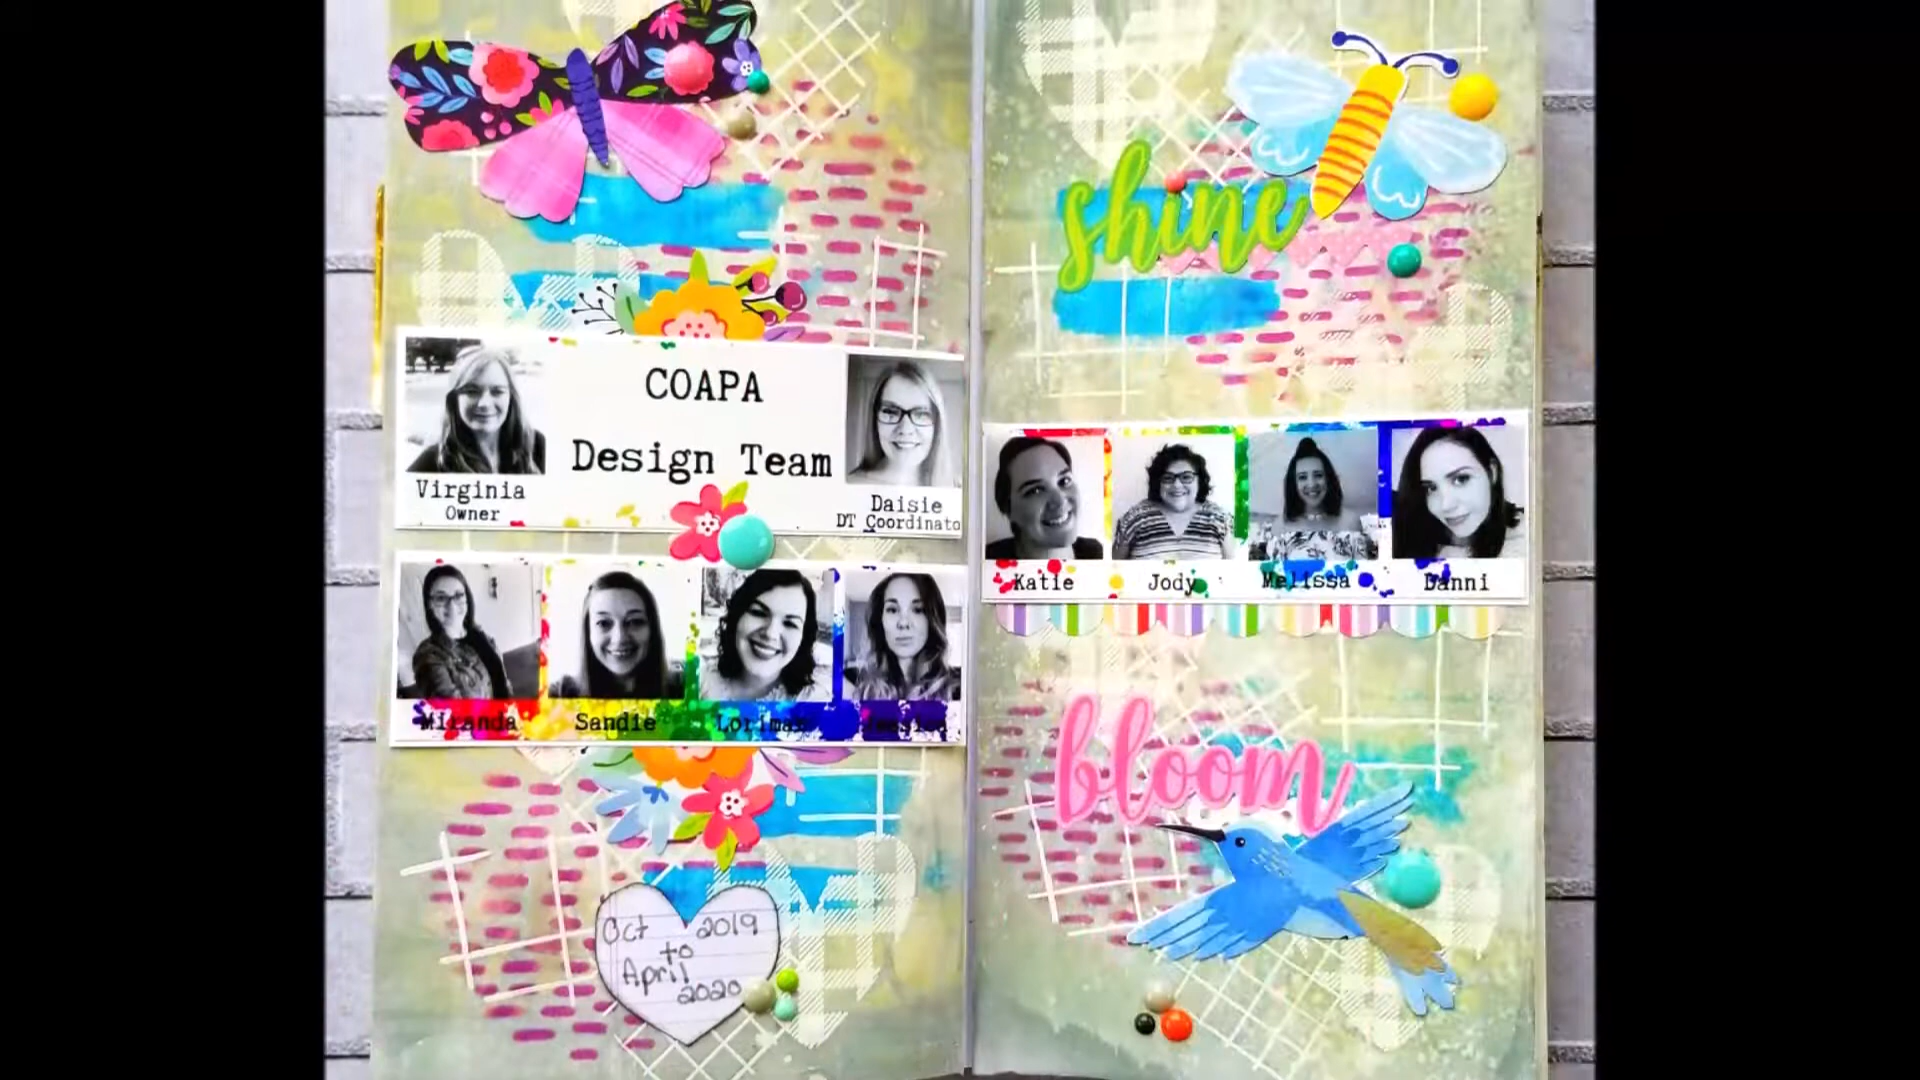 COAPA
Design Team
Virginia
Owner
Daisie
DT Coordinato
Miranda
Sandie
Oct 2019
to
April
2020
shine
Katie
Jody
Melissa
Danni
bloom